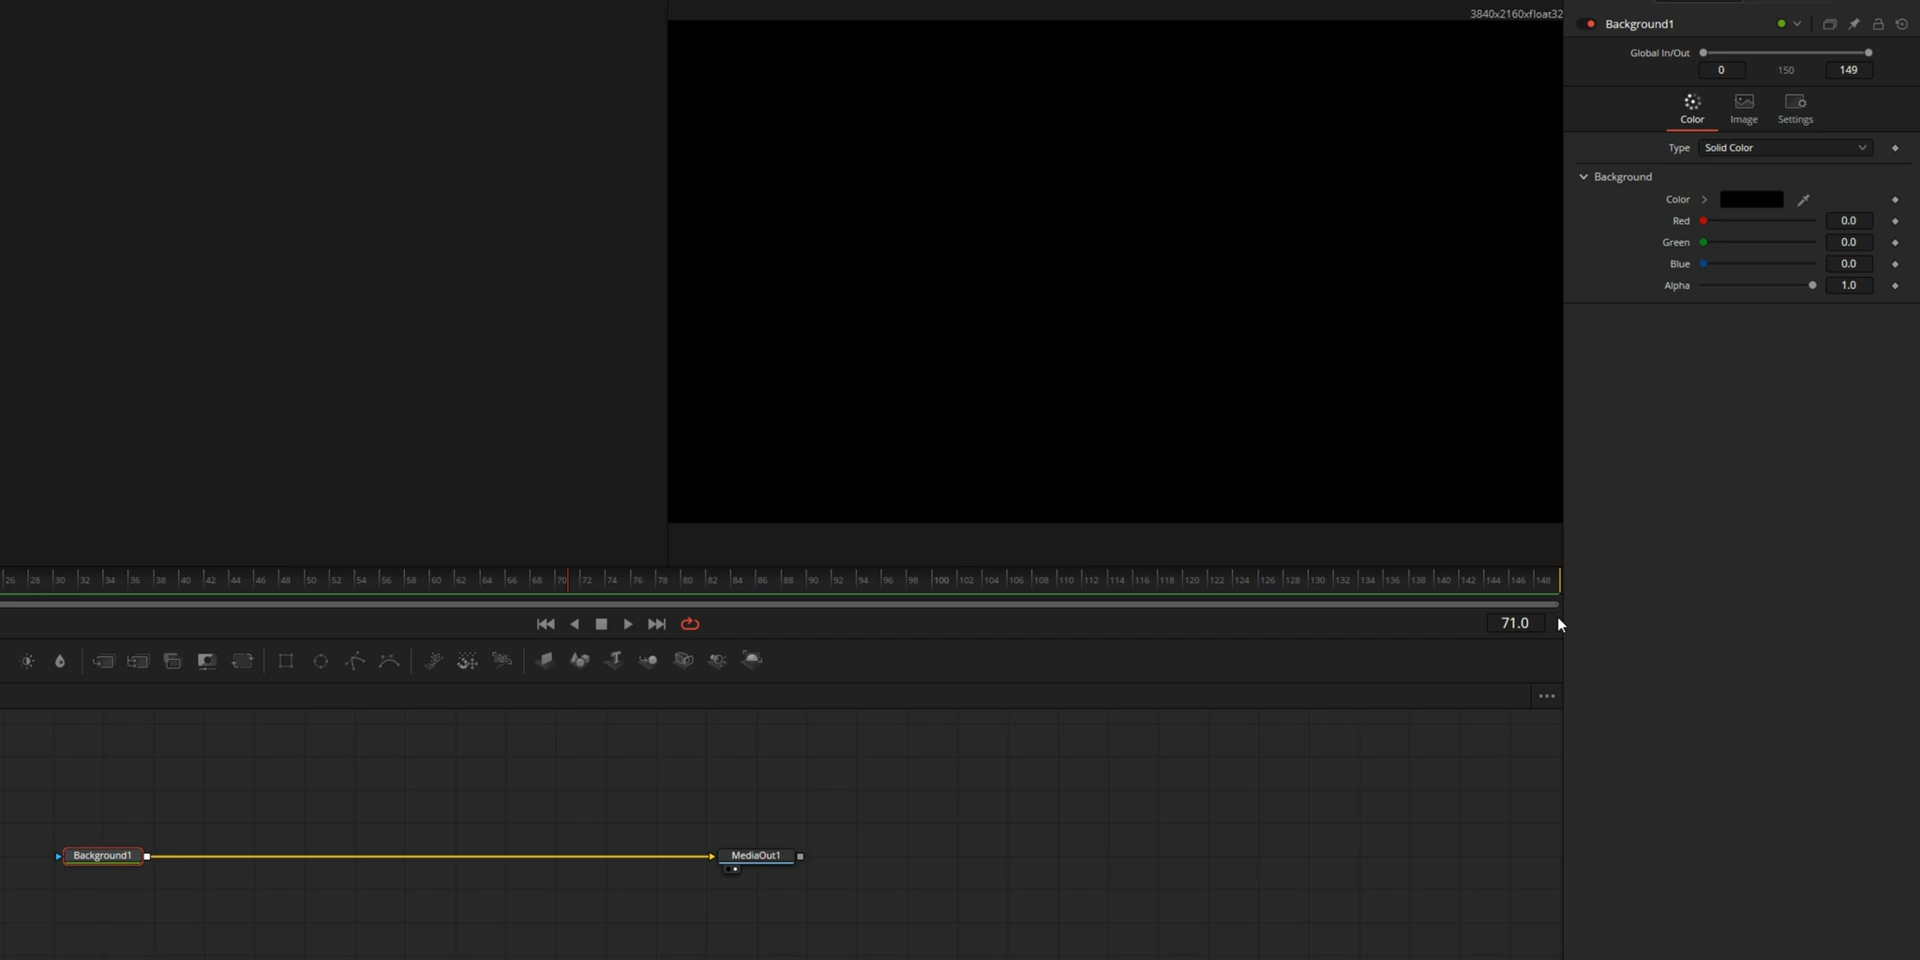 3840x2160xfloat32
Background1
Global In/Out
0 150 149
Color Image Settings
Type Solid Color
Background
Color
Red 0.0
Green 0.0
Blue 0.0
Alpha 1.0
26 28 30 32 34 36 38 40 42 44 46 48 50 52 54 56 58 60 62 64 66 68 70 72 74 76 78 80 82 84 86 88 90 92 94 96 98 100 102 104 106 108 110 112 114 116 118 120 122 124 126 128 130 132 134 136 138 140 142 144 146 148
71.0
Background1 MediaOut1